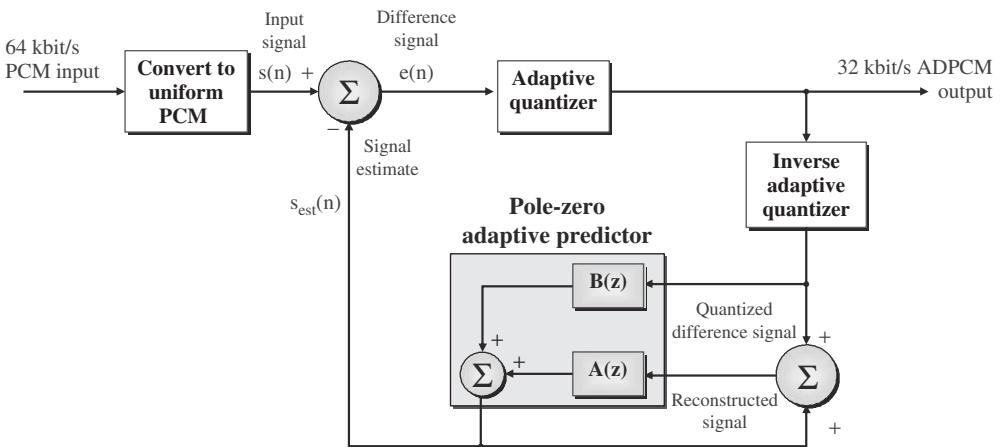 64 kbit/s
PCM input
Convert to
uniform
PCM
Input
signal
s(n) +
Σ
−
Difference
signal
e(n)
Adaptive
quantizer
32 kbit/s ADPCM
output
Signal
estimate
s_est(n)
Inverse
adaptive
quantizer
Pole-zero
adaptive predictor
B(z)
Quantized
difference signal
+
+
+
Σ
A(z)
Σ
Reconstructed
signal
+